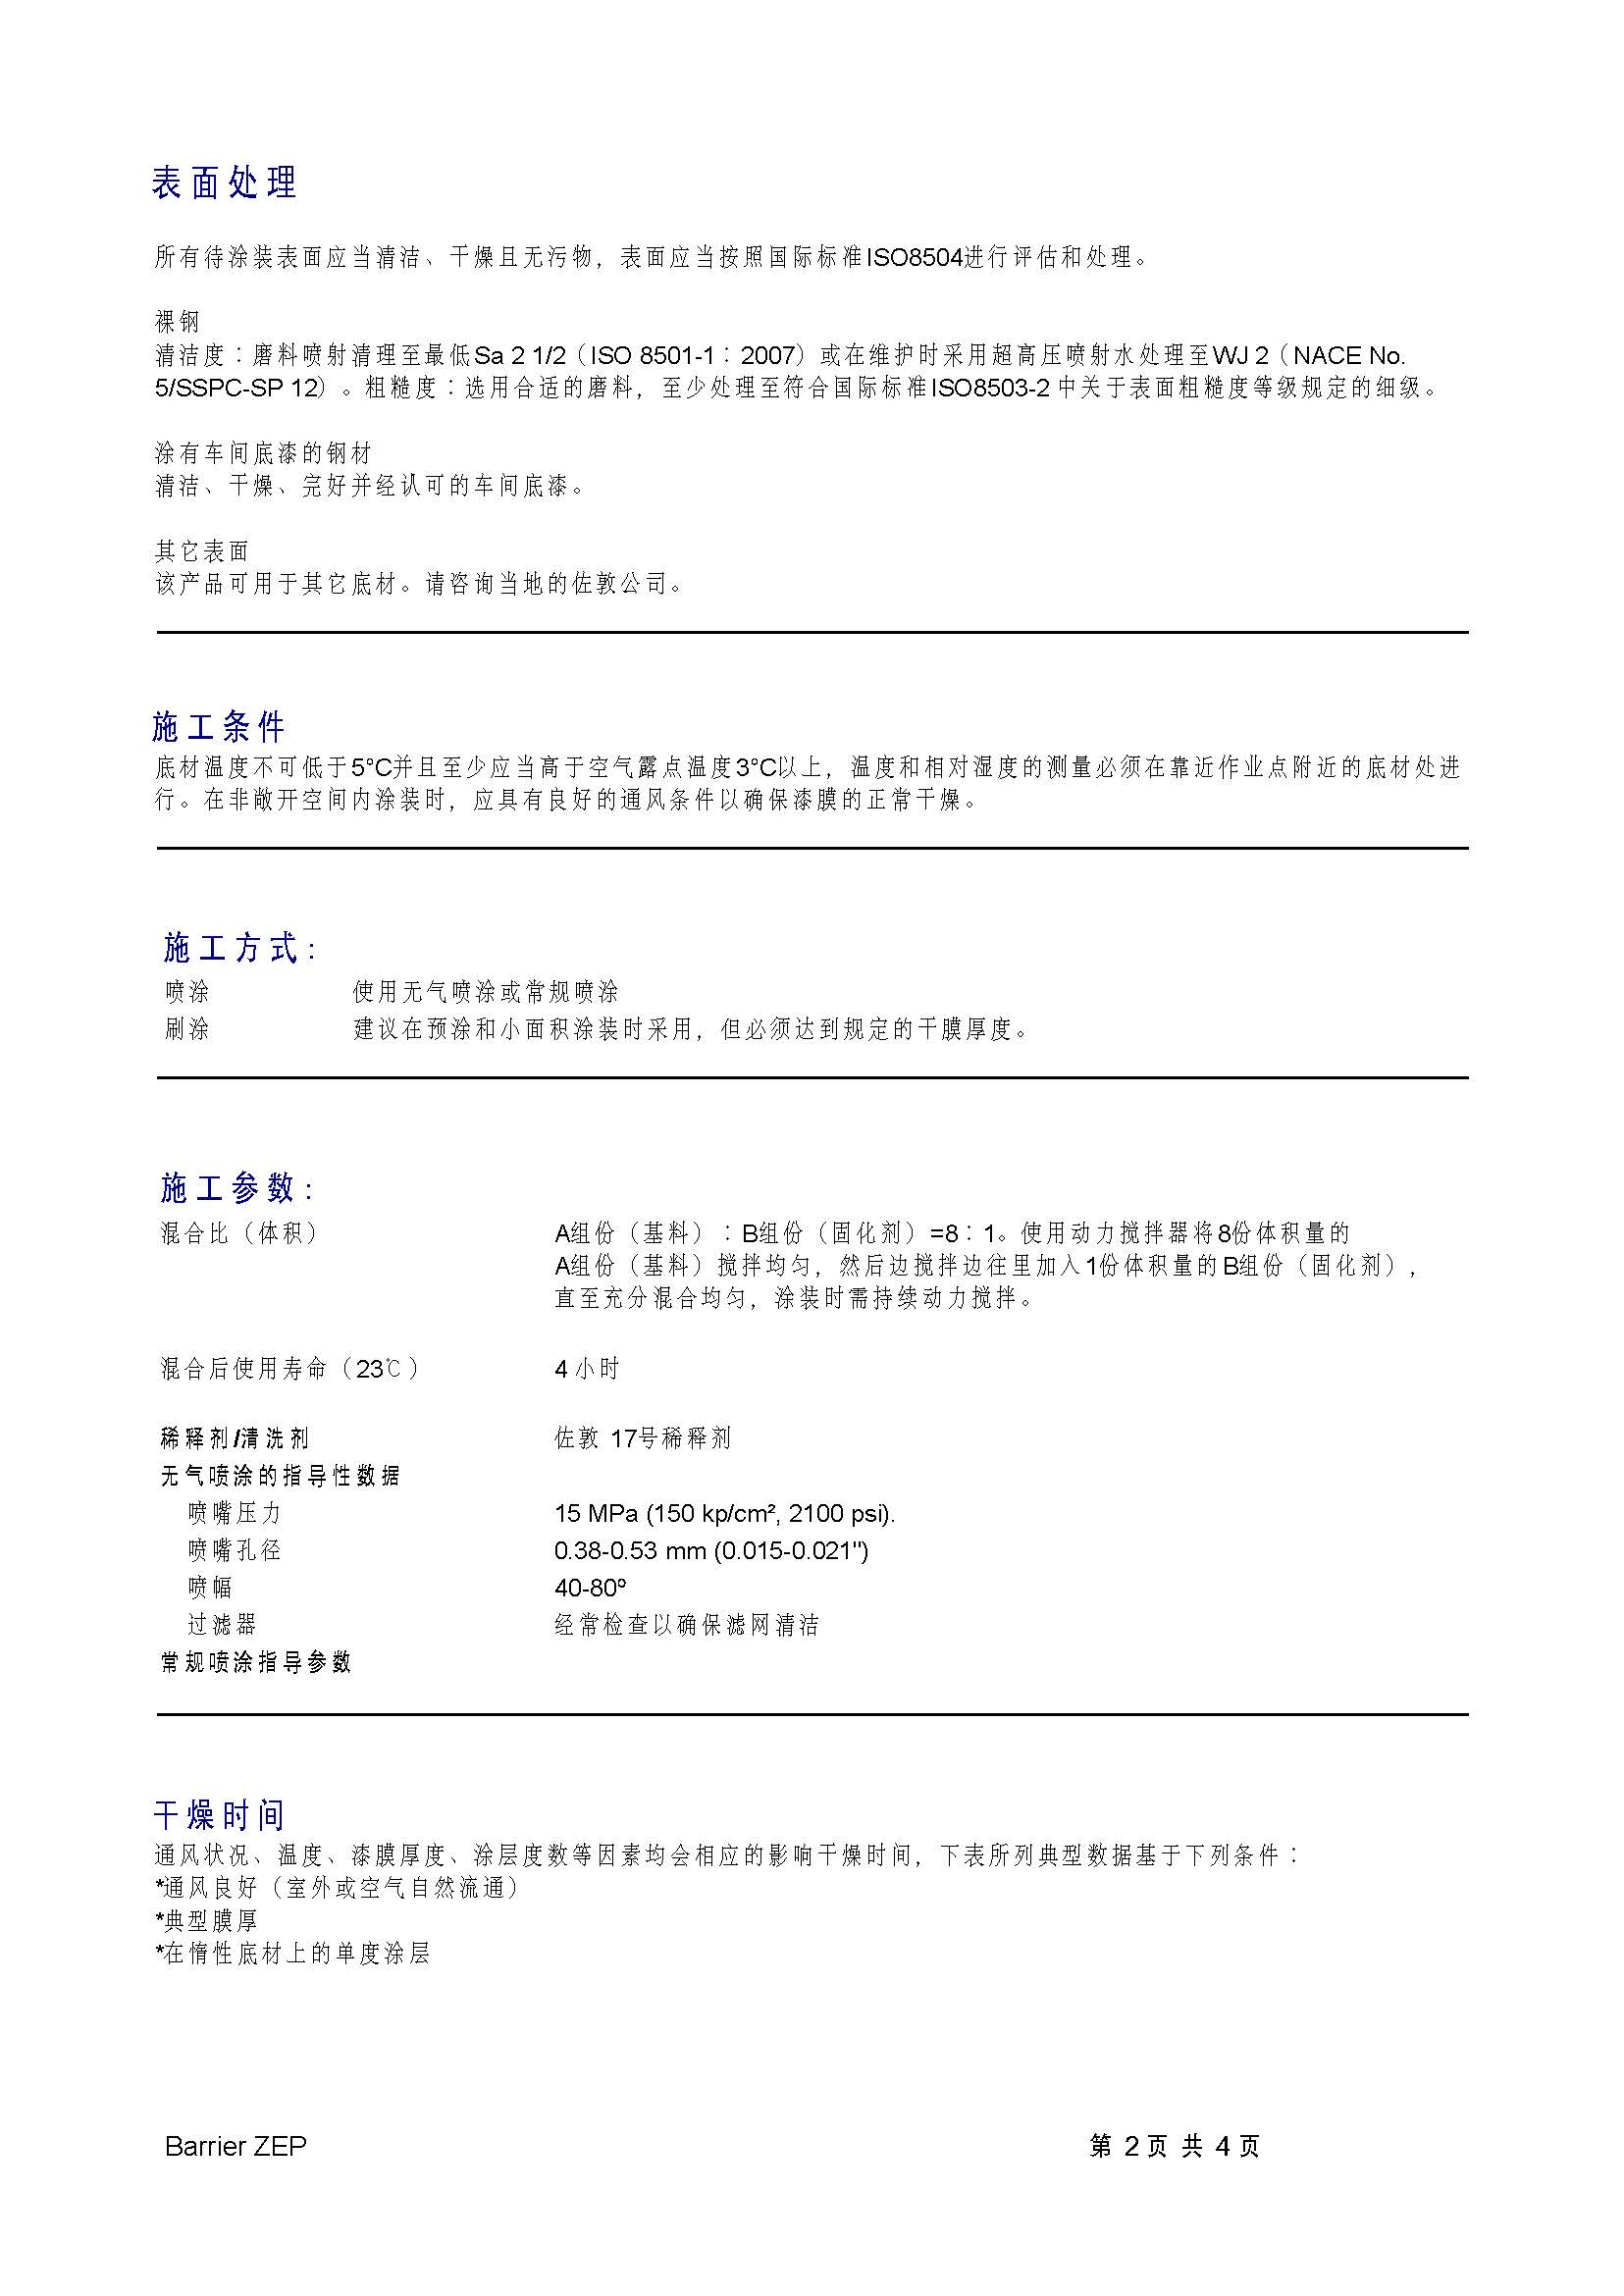 表面处理
所有待涂装表面应当清洁、干燥且无污物，表面应当按照国际标准ISO8504进行评估和处理。
裸钢
清洁度：磨料喷射清理至最低Sa 2 1/2（ISO 8501-1：2007）或在维护时采用超高压喷射水处理至WJ 2（NACE No.
5/SSPC-SP 12）。粗糙度：选用合适的磨料，至少处理至符合国际标准ISO8503-2 中关于表面粗糙度等级规定的细级。
涂有车间底漆的钢材
清洁、干燥、完好并经认可的车间底漆。
其它表面
该产品可用于其它底材。请咨询当地的佐敦公司。
施工条件
底材温度不可低于5°C并且至少应当高于空气露点温度3°C以上，温度和相对湿度的测量必须在靠近作业点附近的底材处进
行。在非敞开空间内涂装时，应具有良好的通风条件以确保漆膜的正常干燥。
施工方式：
喷涂 使用无气喷涂或常规喷涂
刷涂 建议在预涂和小面积涂装时采用，但必须达到规定的干膜厚度。
施工参数：
混合比（体积） A组份（基料）：B组份（固化剂）=8：1。使用动力搅拌器将8份体积量的
A组份（基料）搅拌均匀，然后边搅拌边往里加入1份体积量的B组份（固化剂），
直至充分混合均匀，涂装时需持续动力搅拌。
混合后使用寿命（23℃） 4 小时
稀释剂/清洗剂 佐敦 17号稀释剂
无气喷涂的指导性数据
喷嘴压力 15 MPa (150 kp/cm², 2100 psi).
喷嘴孔径 0.38-0.53 mm (0.015-0.021")
喷幅 40-80º
过滤器 经常检查以确保滤网清洁
常规喷涂指导参数
干燥时间
通风状况、温度、漆膜厚度、涂层度数等因素均会相应的影响干燥时间，下表所列典型数据基于下列条件：
*通风良好（室外或空气自然流通）
*典型膜厚
*在惰性底材上的单度涂层
Barrier ZEP 第 2 页 共 4 页